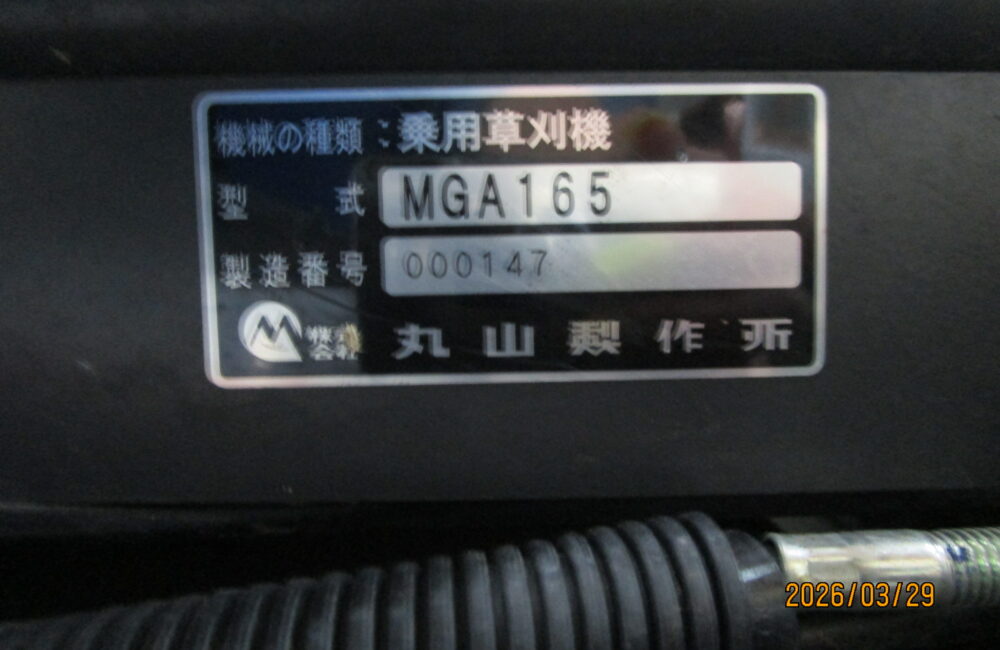 機械の種類:乗用草刈機
型式 MGA165
製造番号 000147
株式会社 丸山製作所
2026/03/29